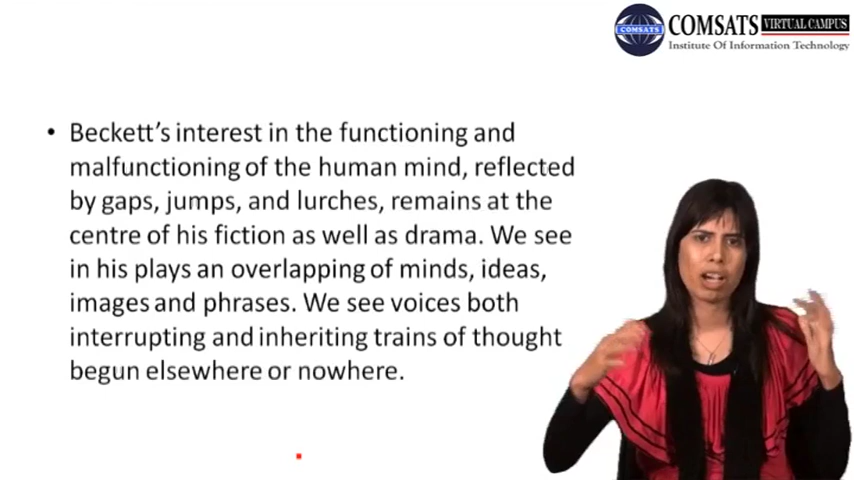 COMSATS
COMSATS VIRTUAL CAMPUS
Institute Of Information Technology
• Beckett's interest in the functioning and
malfunctioning of the human mind, reflected
by gaps, jumps, and lurches, remains at the
centre of his fiction as well as drama. We see
in his plays an overlapping of minds, ideas,
images and phrases. We see voices both
interrupting and inheriting trains of thought
begun elsewhere or nowhere.